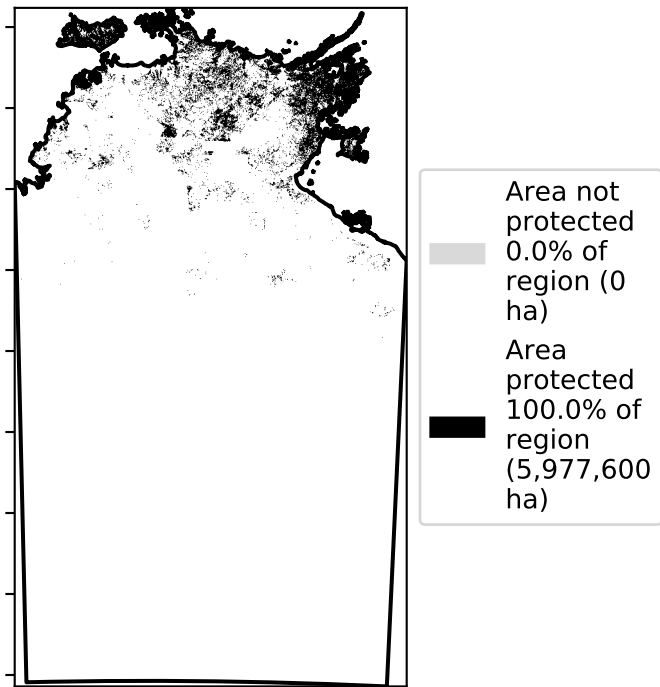 Area not
protected
0.0% of
region (0
ha)
Area
protected
100.0% of
region
(5,977,600
ha)